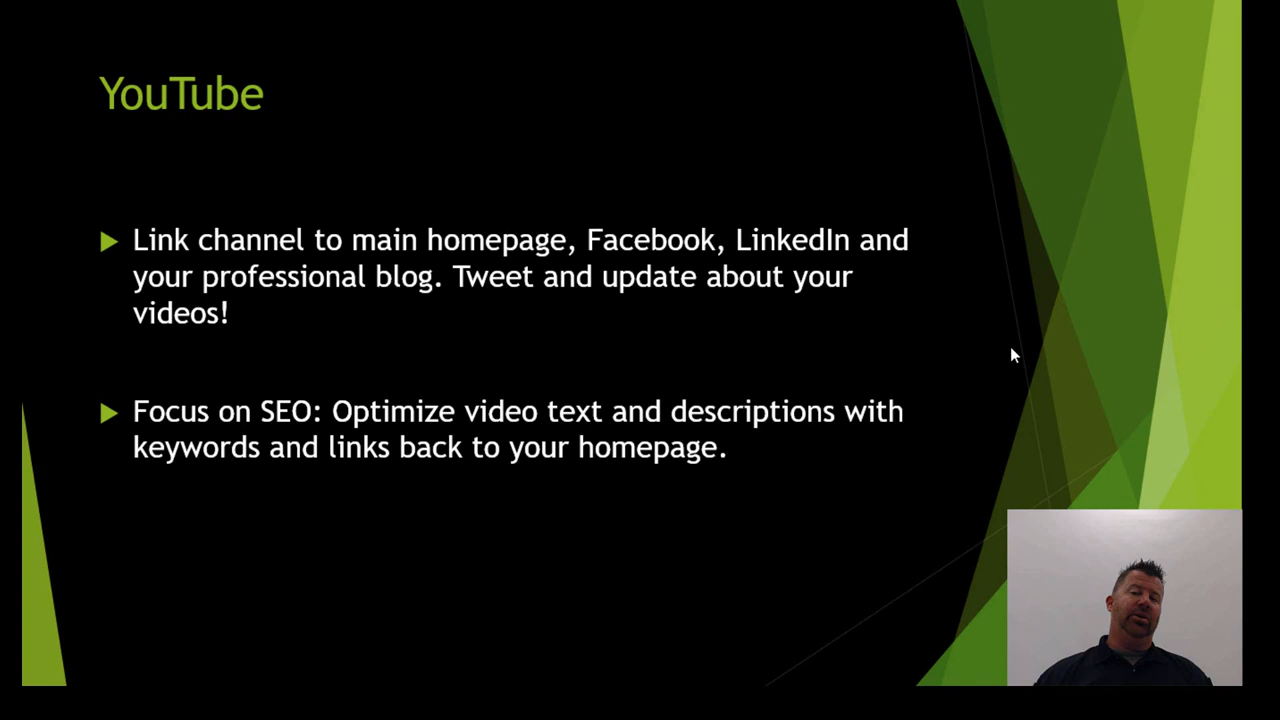 YouTube
Link channel to main homepage, Facebook, LinkedIn and
your professional blog. Tweet and update about your
videos!
Focus on SEO: Optimize video text and descriptions with
keywords and links back to your homepage.